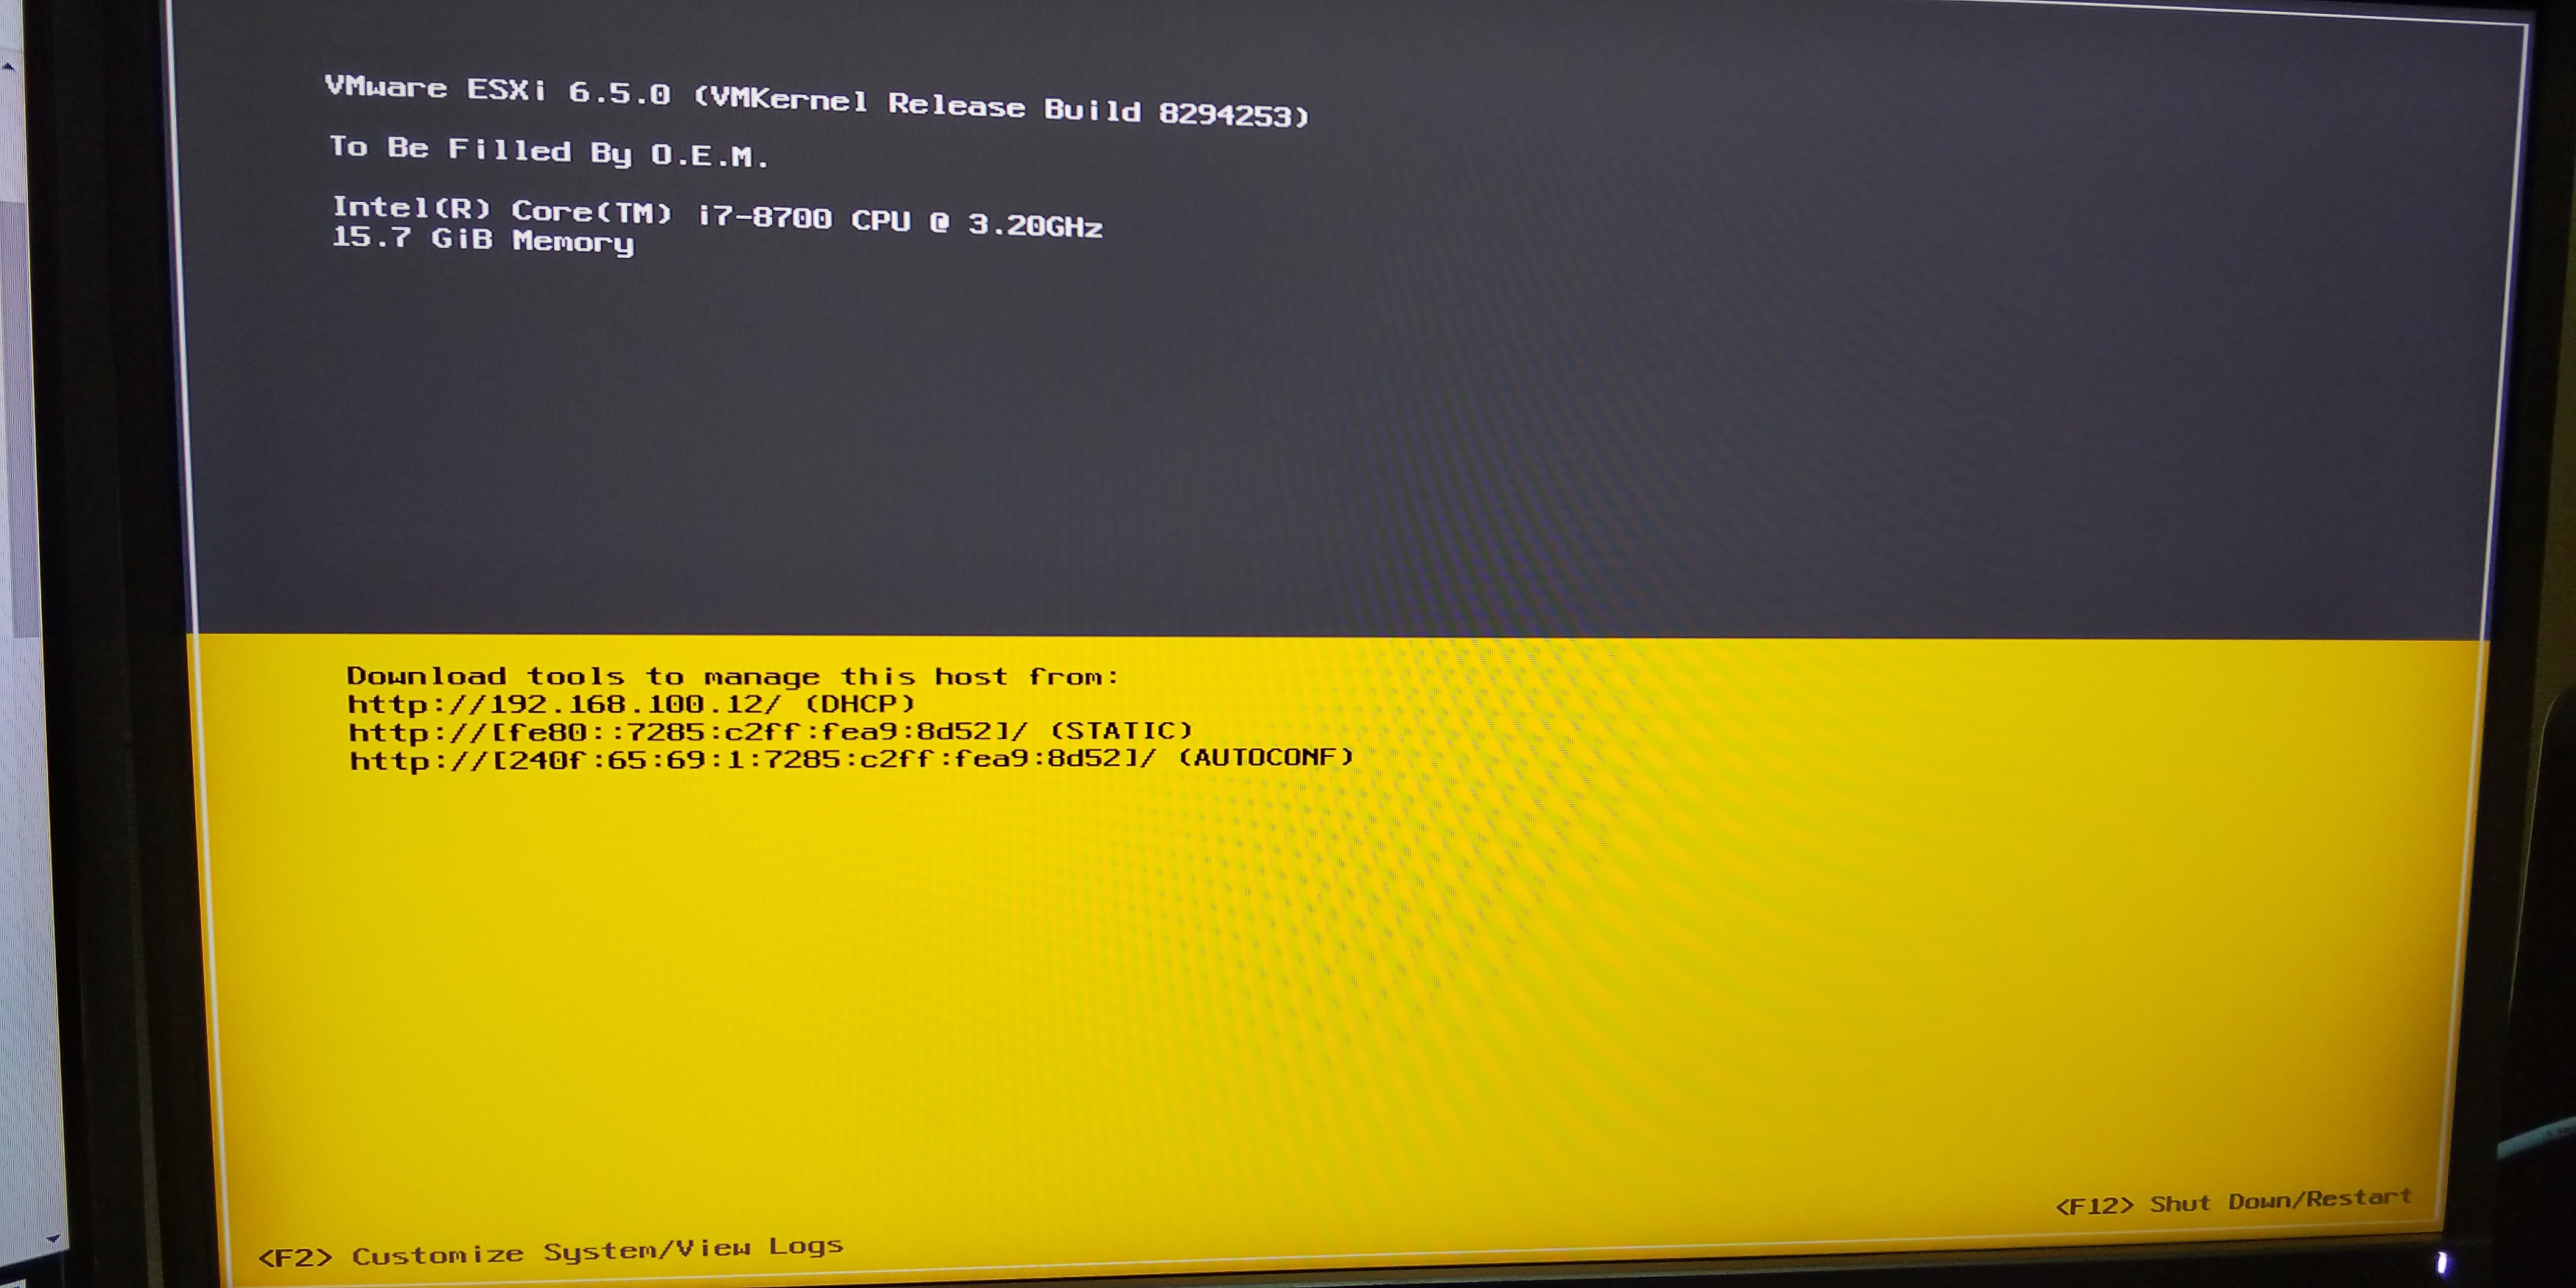 VMware ESXi 6.5.0 (VMKernel Release Build 8294253)
To Be Filled By O.E.M.
Intel(R) Core(TM) i7-8700 CPU @ 3.20GHz
15.7 GiB Memory
Download tools to manage this host from:
http://192.168.100.12/ (DHCP)
http://[fe80::7285:c2ff:fea9:8d52]/ (STATIC)
http://[240f:65:69:1:7285:c2ff:fea9:8d52]/ (AUTOCONF)
<F2> Customize System/View Logs
<F12> Shut Down/Restart